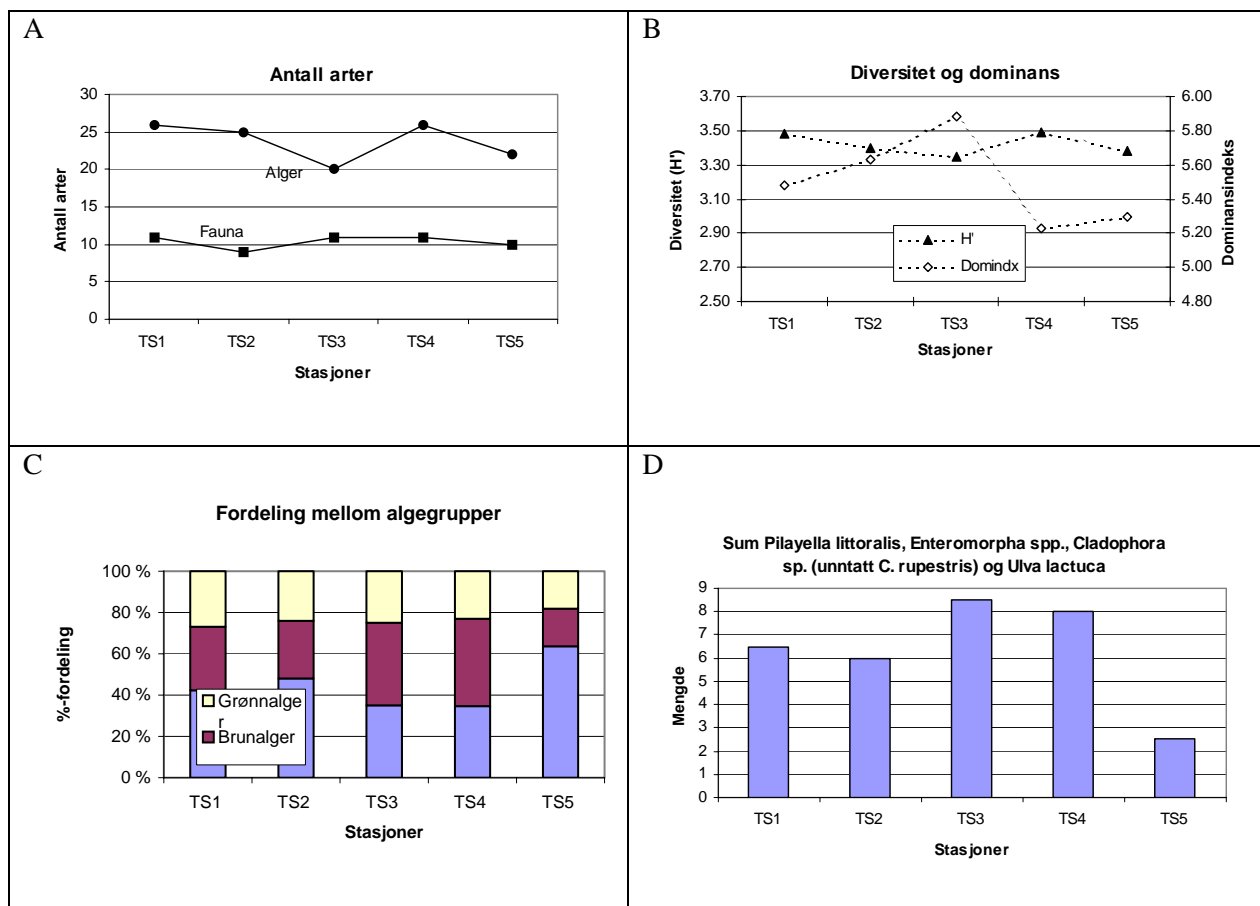 A
Antall arter
30
25
20
15
10
5
0
Antall arter
Alger
Fauna
TS1 TS2 TS3 TS4 TS5
Stasjoner
B
Diversitet og dominans
3.70
3.50
3.30
3.10
2.90
2.70
2.50
Diversitet (H')
6.00
5.80
5.60
5.40
5.20
5.00
4.80
Dominansindeks
H'
Domindx
TS1 TS2 TS3 TS4 TS5
Stasjoner
C
Fordeling mellom algegrupper
100 %
80 %
60 %
40 %
20 %
0 %
%-fordeling
Grønnalge
r
Brunalger
TS1 TS2 TS3 TS4 TS5
Stasjoner
D
Sum Pilayella littoralis, Enteromorpha spp., Cladophora
sp. (unntatt C. rupestris) og Ulva lactuca
9
8
7
6
5
4
3
2
1
0
Mengde
TS1 TS2 TS3 TS4 TS5
Stasjoner